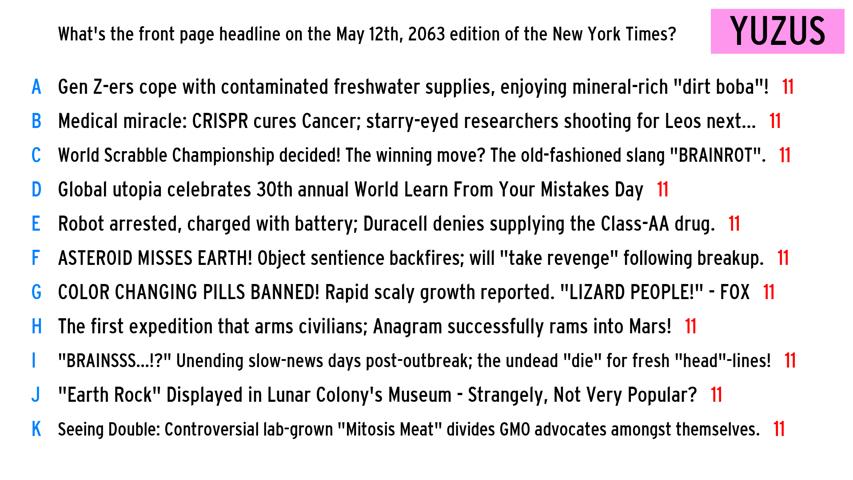 What's the front page headline on the May 12th, 2063 edition of the New York Times? YUZUS
A Gen Z-ers cope with contaminated freshwater supplies, enjoying mineral-rich "dirt boba"! 11
B Medical miracle: CRISPR cures Cancer; starry-eyed researchers shooting for Leos next... 11
C World Scrabble Championship decided! The winning move? The old-fashioned slang "BRAINROT". 11
D Global utopia celebrates 30th annual World Learn From Your Mistakes Day 11
E Robot arrested, charged with battery; Duracell denies supplying the Class-AA drug. 11
F ASTEROID MISSES EARTH! Object sentience backfires; will "take revenge" following breakup. 11
G COLOR CHANGING PILLS BANNED! Rapid scaly growth reported. "LIZARD PEOPLE!" - FOX 11
H The first expedition that arms civilians; Anagram successfully rams into Mars! 11
I "BRAINSSS...!?" Unending slow-news days post-outbreak; the undead "die" for fresh "head"-lines! 11
J "Earth Rock" Displayed in Lunar Colony's Museum - Strangely, Not Very Popular? 11
K Seeing Double: Controversial lab-grown "Mitosis Meat" divides GMO advocates amongst themselves. 11